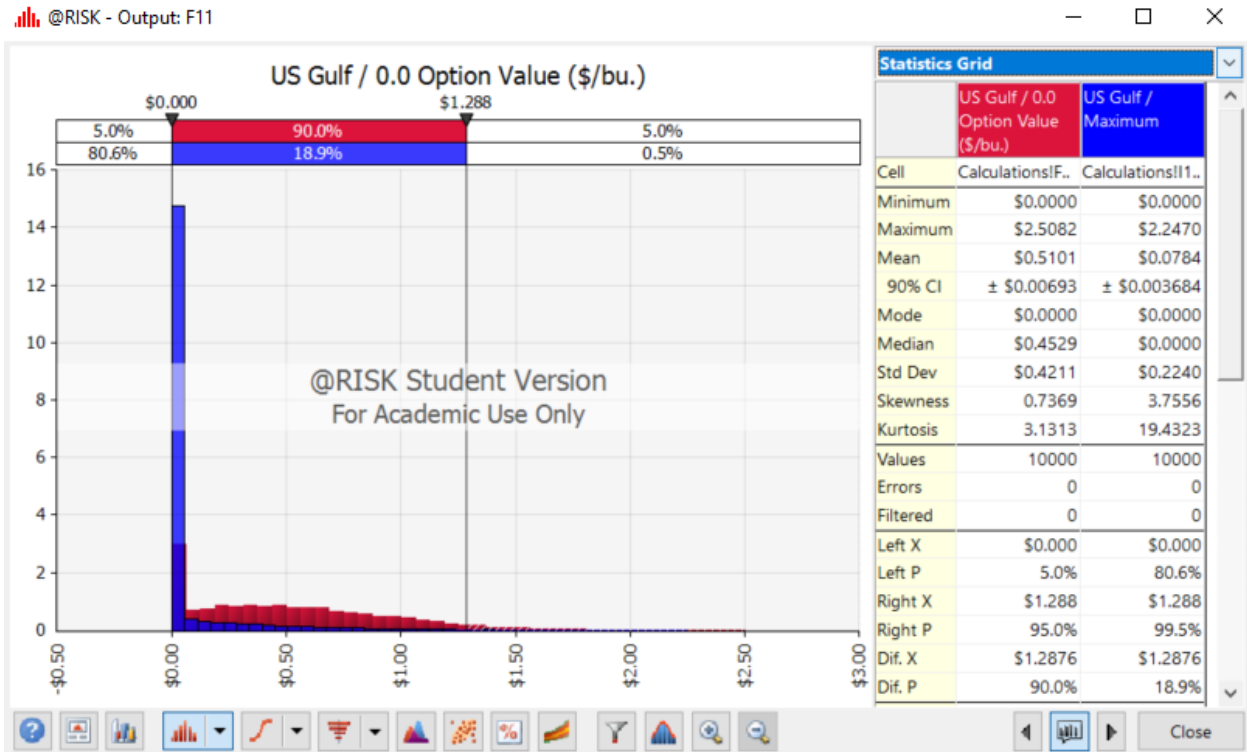 @RISK - Output: F11
US Gulf / 0.0 Option Value ($/bu.)
$0.000 $1.288
5.0% 90.0% 5.0%
80.6% 18.9% 0.5%
16
14
12
10
8
6
4
2
0
@RISK Student Version
For Academic Use Only
-$0.50 $0.00 $0.50 $1.00 $1.50 $2.00 $2.50 $3.00
Statistics Grid
US Gulf / 0.0 US Gulf /
Option Value Maximum
($/bu.)
Cell Calculations!F.. Calculations!I1..
Minimum $0.0000 $0.0000
Maximum $2.5082 $2.2470
Mean $0.5101 $0.0784
90% CI ± $0.00693 ± $0.003684
Mode $0.0000 $0.0000
Median $0.4529 $0.0000
Std Dev $0.4211 $0.2240
Skewness 0.7369 3.7556
Kurtosis 3.1313 19.4323
Values 10000 10000
Errors 0 0
Filtered 0 0
Left X $0.000 $0.000
Left P 5.0% 80.6%
Right X $1.288 $1.288
Right P 95.0% 99.5%
Dif. X $1.2876 $1.2876
Dif. P 90.0% 18.9%
Close